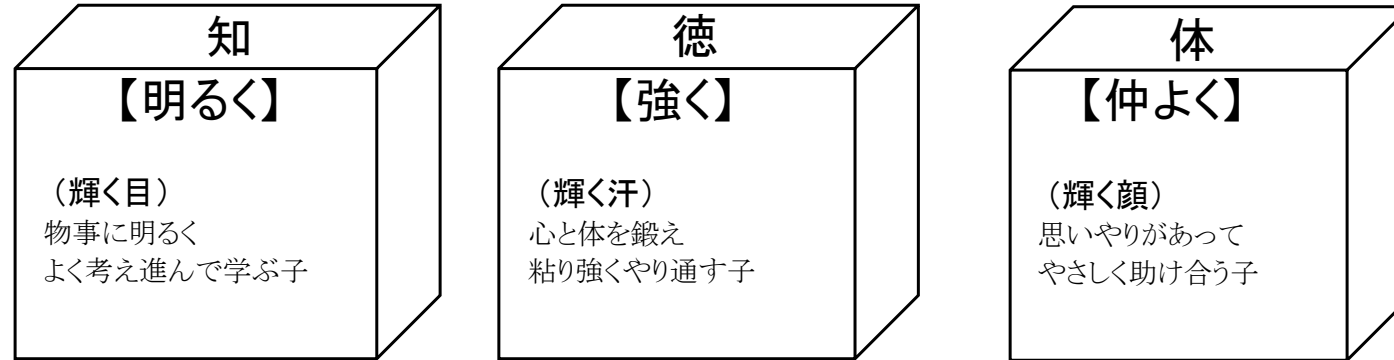 知
【明るく】
（輝く目）
物事に明るく
よく考え進んで学ぶ子
徳
【強く】
（輝く汗）
心と体を鍛え
粘り強くやり通す子
体
【仲よく】
（輝く顔）
思いやりがあって
やさしく助け合う子